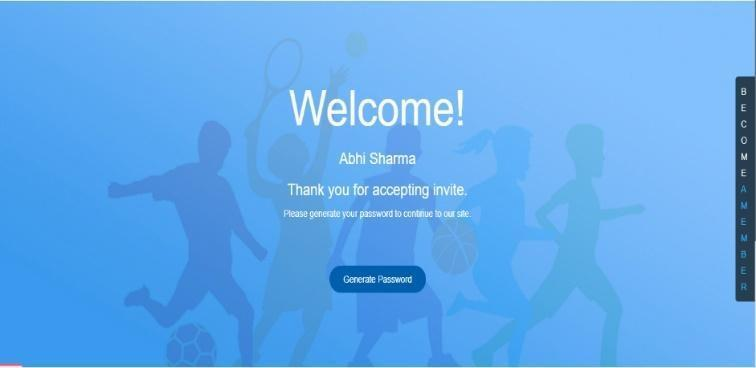 Welcome!
Abhi Sharma
Thank you for accepting invite.
Please generate your password to continue to our site.
Generate Password
BECOME A MEMBER